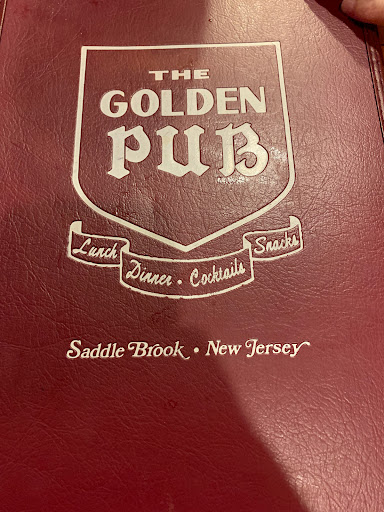 THE
GOLDEN
PUB
Lunch
Dinner • Cocktails
Snacks
Saddle Brook • New Jersey